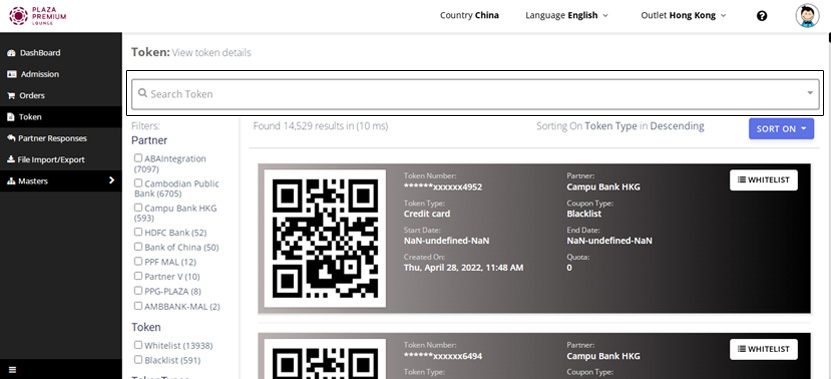 PLAZA
PREMIUM
LOUNGE
Country China
Language English
Outlet Hong Kong
DashBoard
Admission
Orders
Token
Partner Responses
File Import/Export
Masters
Token: View token details
Search Token
Filters:
Found 14,529 results in (10 ms)
Sorting On Token Type in Descending
SORT ON
Partner
ABAIntegration
(7097)
Cambodian Public
Bank (6705)
Campu Bank HKG
(593)
HDFC Bank (52)
Bank of China (50)
PPF MAL (12)
Partner V (10)
PPG-PLAZA (8)
AMBBANK-MAL (2)
Token
Whitelist (13938)
Blacklist (591)
Token Types
Token Number:
******xxxxxx4952
Partner:
Campu Bank HKG
WHITELIST
Token Type:
Credit card
Coupon Type:
Blacklist
Start Date:
NaN-undefined-NaN
End Date:
NaN-undefined-NaN
Created On:
Thu, April 28, 2022, 11:48 AM
Quota:
0
Token Number:
******xxxxxx6494
Partner:
Campu Bank HKG
WHITELIST
Token Type:
Coupon Type: